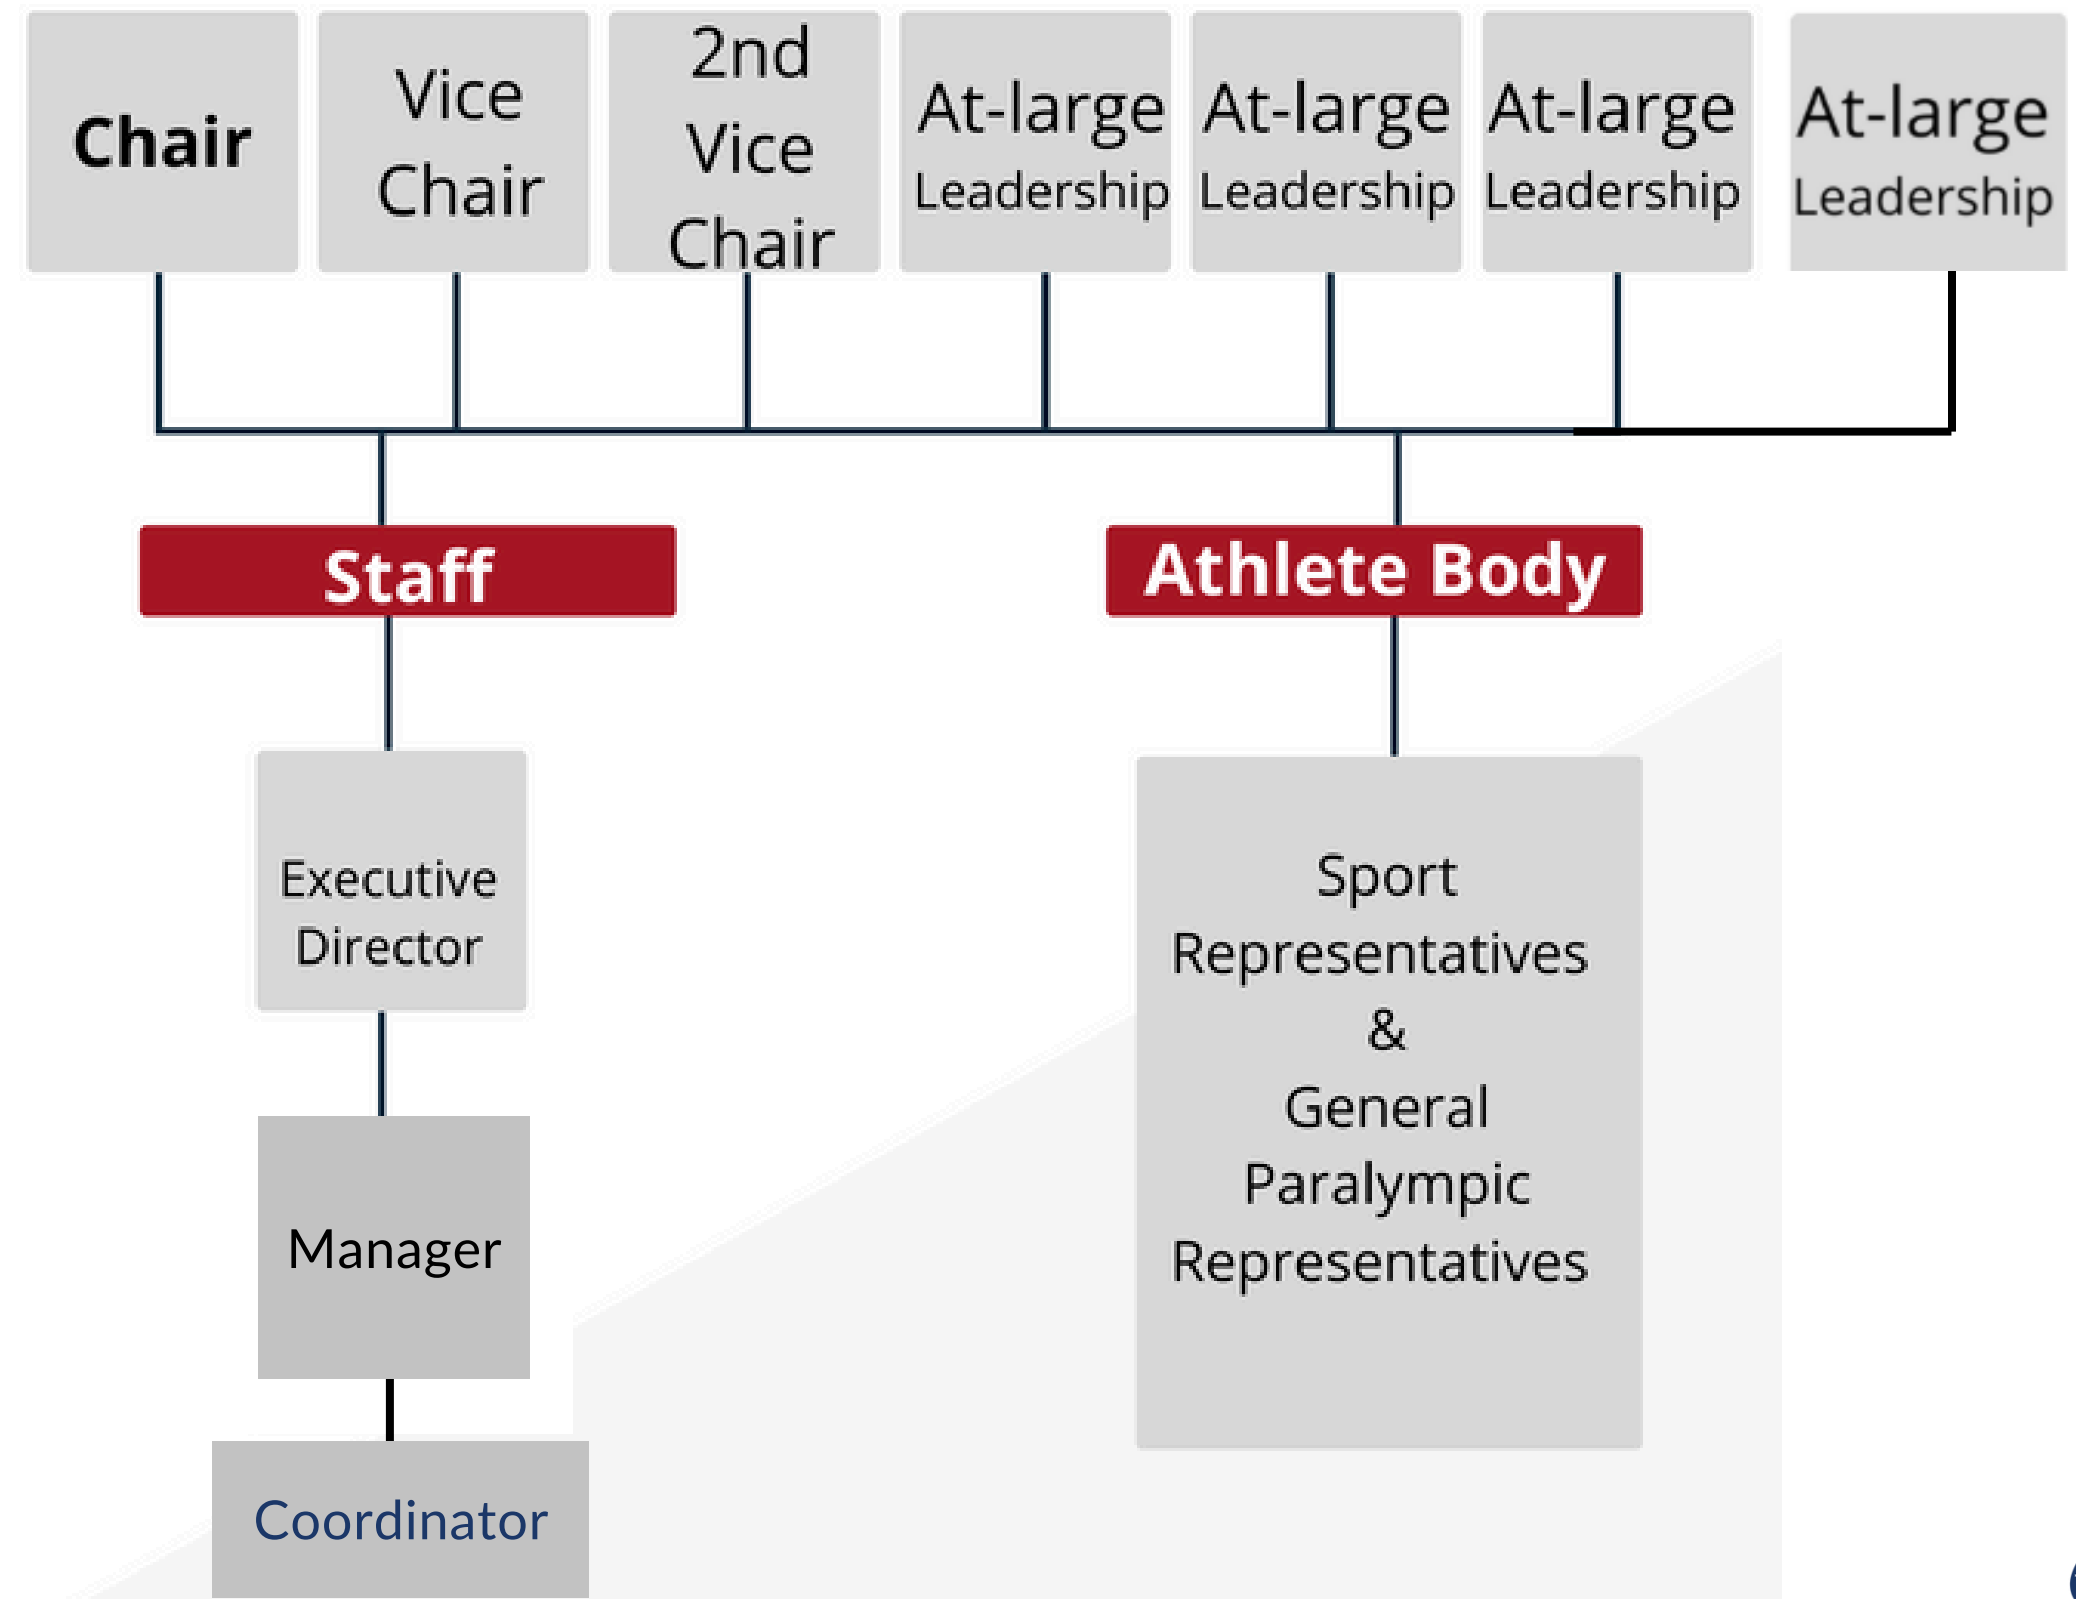 Chair
Vice
Chair
2nd
Vice
Chair
At-large
Leadership
At-large
Leadership
At-large
Leadership
At-large
Leadership
Staff
Athlete Body
Executive
Director
Manager
Coordinator
Sport
Representatives
&
General
Paralympic
Representatives